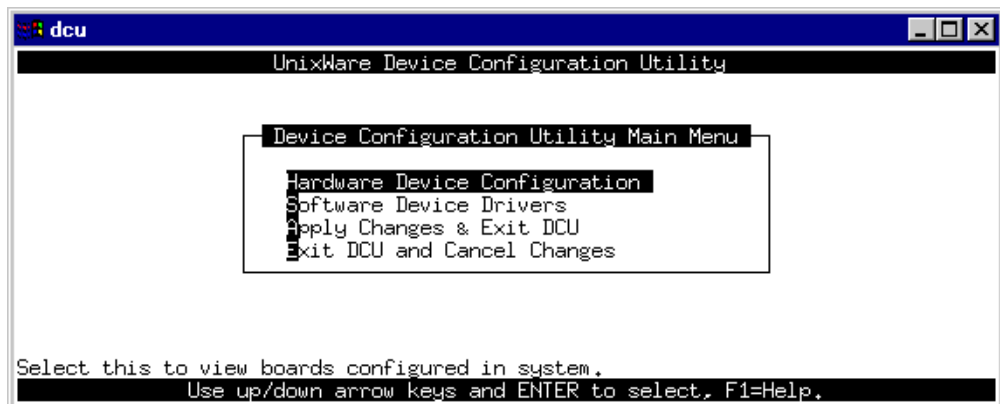 dcu
UnixWare Device Configuration Utility
Device Configuration Utility Main Menu
Hardware Device Configuration
Software Device Drivers
Apply Changes & Exit DCU
Exit DCU and Cancel Changes
Select this to view boards configured in system.
Use up/down arrow keys and ENTER to select, F1=Help.